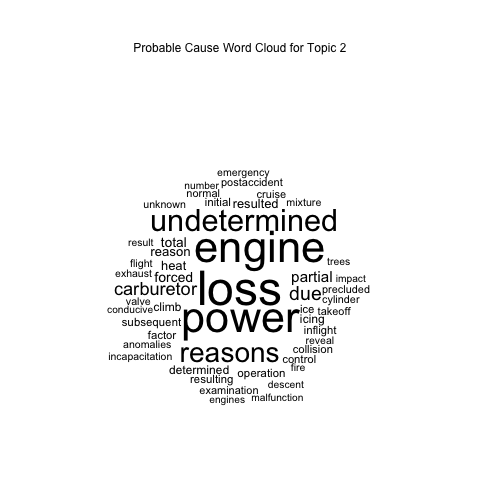 Probable Cause Word Cloud for Topic 2
emergency
number postaccident
normal cruise
unknown initial resulted mixture
undetermined
result total engine
reason trees
flight heat
exhaust forced loss partial impact
carburetor due precluded
valve cylinder
conducive climb power ice takeoff
subsequent icing
factor inflight
anomalies reasons reveal
incapacitation collision
control
determined operation fire
resulting descent
examination
engines malfunction